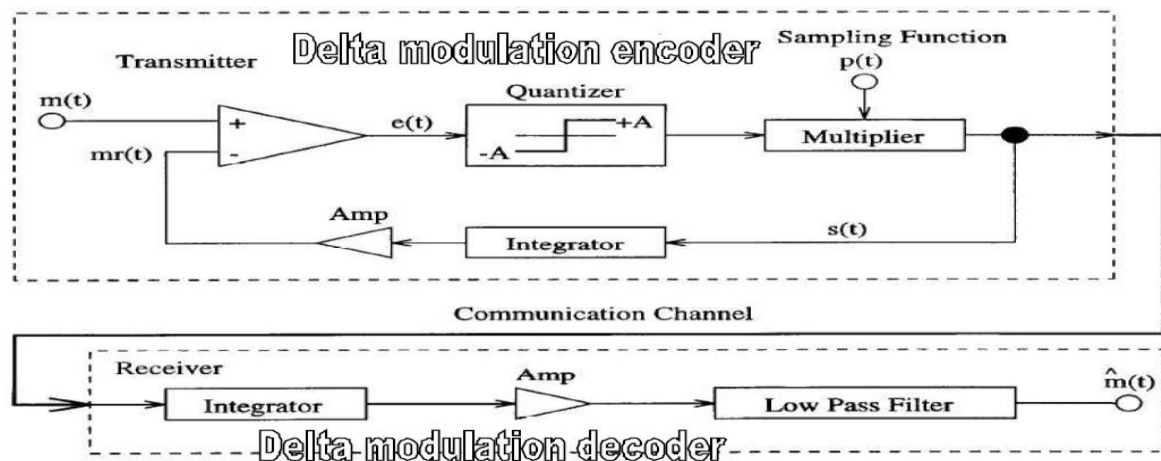 Delta modulation encoder
Sampling Function
p(t)
Transmitter
m(t)
+
e(t)
Quantizer
+A
-A
Multiplier
mr(t)
-
Amp
Integrator
s(t)
Communication Channel
Receiver
Integrator
Amp
Low Pass Filter
m̂(t)
Delta modulation decoder